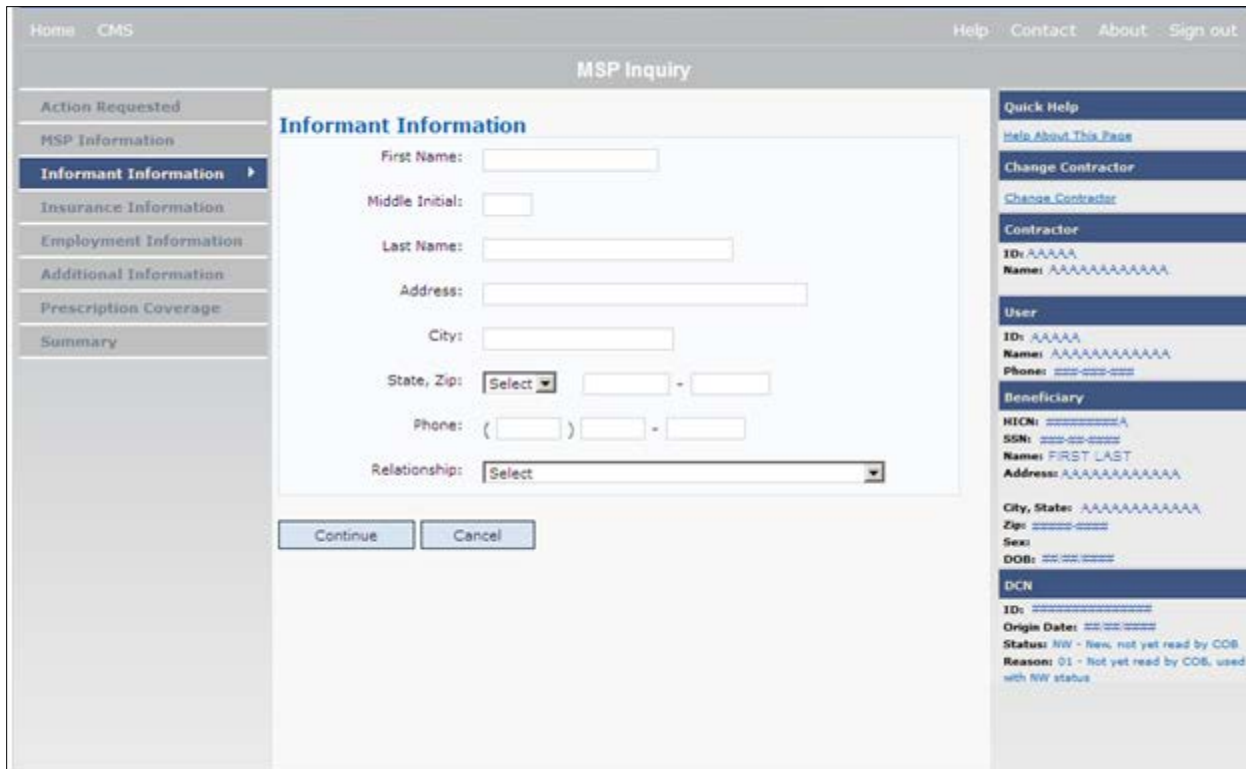 Home CMS Help Contact About Sign out
MSP Inquiry
Action Requested
MSP Information
Informant Information
Insurance Information
Employment Information
Additional Information
Prescription Coverage
Summary
Informant Information
First Name:
Middle Initial:
Last Name:
Address:
City:
State, Zip: Select -
Phone: ( ) -
Relationship: Select
Continue Cancel
Quick Help
Help About This Page
Change Contractor
Change Contractor
Contractor
ID: AAAAA
Name: AAAAAAAAAAAA
User
ID: AAAAA
Name: AAAAAAAAAAAA
Phone: ###-###-###
Beneficiary
HICN: #########A
SSN: ###-##-####
Name: FIRST LAST
Address: AAAAAAAAAAAA
City, State: AAAAAAAAAAAA
Zip: #####-####
Sex:
DOB: ##/##/####
DCN
ID: ###############
Origin Date: ##/##/####
Status: NW - New, not yet read by COB
Reason: 01 - Not yet read by COB, used
with NW status